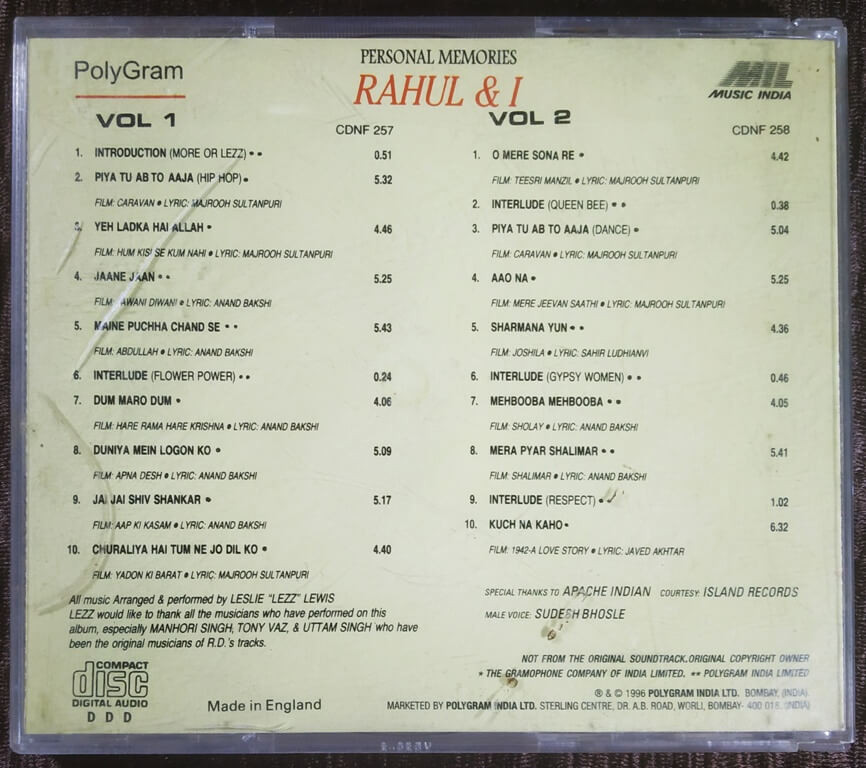 PolyGram
PERSONAL MEMORIES
RAHUL & I
MIL
MUSIC INDIA
VOL 1
CDNF 257
1. INTRODUCTION (MORE OR LEZZ) • • 0.51
2. PIYA TU AB TO AAJA (HIP HOP) • 5.32
FILM: CARAVAN • LYRIC: MAJROOH SULTANPURI
3. YEH LADKA HAI ALLAH • 4.46
FILM: HUM KISI SE KUM NAHI • LYRIC: MAJROOH SULTANPURI
4. JAANE JAAN • • 5.25
FILM: JAWANI DIWANI • LYRIC: ANAND BAKSHI
5. MAINE PUCHHA CHAND SE • • 5.43
FILM: ABDULLAH • LYRIC: ANAND BAKSHI
6. INTERLUDE (FLOWER POWER) • • 0.24
7. DUM MARO DUM • 4.06
FILM: HARE RAMA HARE KRISHNA • LYRIC: ANAND BAKSHI
8. DUNIYA MEIN LOGON KO • 5.09
FILM: APNA DESH • LYRIC: ANAND BAKSHI
9. JAI JAI SHIV SHANKAR • 5.17
FILM: AAP KI KASAM • LYRIC: ANAND BAKSHI
10. CHURALIYA HAI TUM NE JO DIL KO • 4.40
FILM: YADON KI BARAT • LYRIC: MAJROOH SULTANPURI
All music Arranged & performed by LESLIE "LEZZ" LEWIS
LEZZ would like to thank all the musicians who have performed on this
album, especially MANHORI SINGH, TONY VAZ, & UTTAM SINGH who have
been the original musicians of R.D.'s tracks.
VOL 2
CDNF 258
1. O MERE SONA RE • 4.42
FILM: TEESRI MANZIL • LYRIC: MAJROOH SULTANPURI
2. INTERLUDE (QUEEN BEE) • • 0.38
3. PIYA TU AB TO AAJA (DANCE) • 5.04
FILM: CARAVAN • LYRIC: MAJROOH SULTANPURI
4. AAO NA • 5.25
FILM: MERE JEEVAN SAATHI • LYRIC: MAJROOH SULTANPURI
5. SHARMANA YUN • • 4.36
FILM: JOSHILA • LYRIC: SAHIR LUDHIANVI
6. INTERLUDE (GYPSY WOMEN) • • 0.46
7. MEHBOOBA MEHBOOBA • • 4.05
FILM: SHOLAY • LYRIC: ANAND BAKSHI
8. MERA PYAR SHALIMAR • • 5.41
FILM: SHALIMAR • LYRIC: ANAND BAKSHI
9. INTERLUDE (RESPECT) • • 1.02
10. KUCH NA KAHO • 6.32
FILM: 1942-A LOVE STORY • LYRIC: JAVED AKHTAR
SPECIAL THANKS TO APACHE INDIAN COURTESY: ISLAND RECORDS
MALE VOICE: SUDESH BHOSLE
NOT FROM THE ORIGINAL SOUNDTRACK. ORIGINAL COPYRIGHT OWNER
* THE GRAMOPHONE COMPANY OF INDIA LIMITED. ** POLYGRAM INDIA LIMITED
® & © 1996 POLYGRAM INDIA LTD. BOMBAY, (INDIA).
MARKETED BY POLYGRAM INDIA LTD. STERLING CENTRE, DR. A.B. ROAD, WORLI, BOMBAY- 400 018. (INDIA)
COMPACT
disc
DIGITAL AUDIO
D D D
Made in England